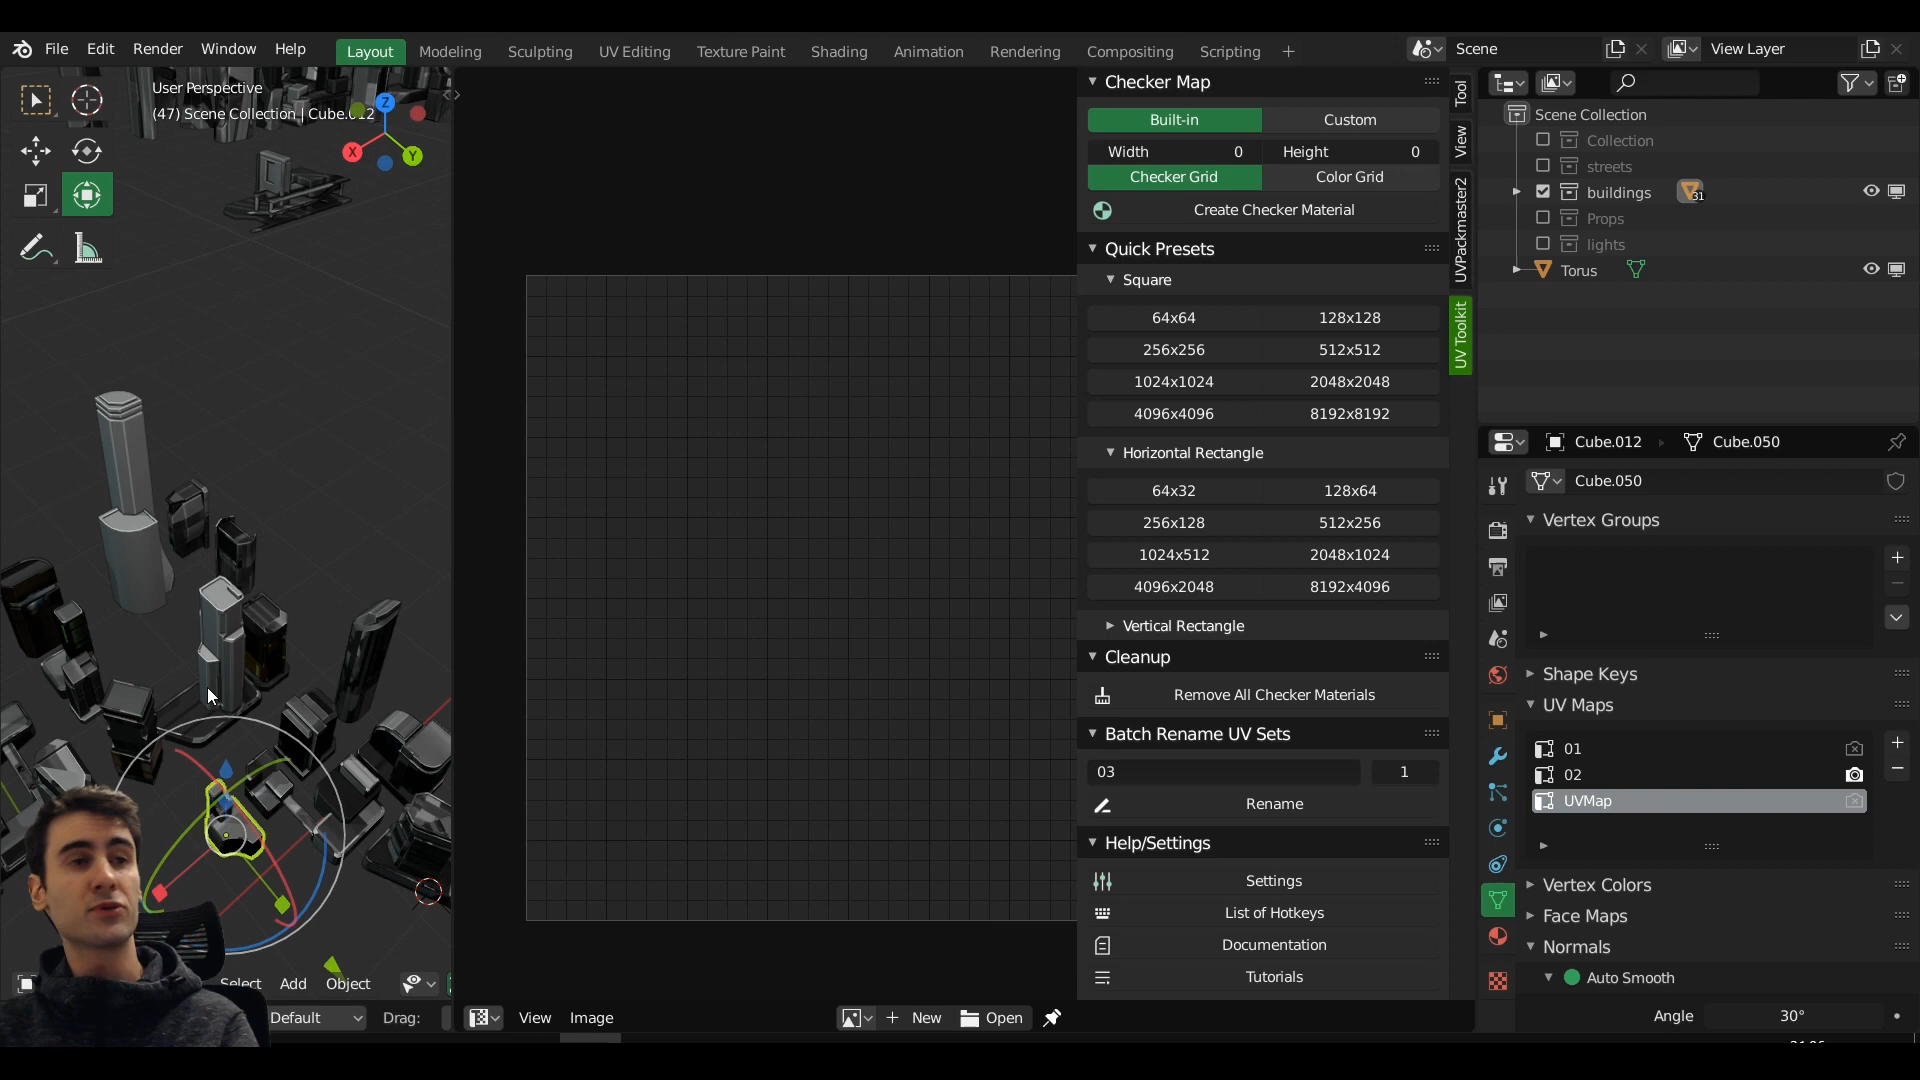 File Edit Render Window Help Layout Modeling Sculpting UV Editing Texture Paint Shading Animation Rendering Compositing Scripting + Scene View Layer
User Perspective
(47) Scene Collection | Cube.012
Z
X
Y
Checker Map
Built-in Custom
Width 0 Height 0
Checker Grid Color Grid
Create Checker Material
Quick Presets
Square
64x64 128x128
256x256 512x512
1024x1024 2048x2048
4096x4096 8192x8192
Horizontal Rectangle
64x32 128x64
256x128 512x256
1024x512 2048x1024
4096x2048 8192x4096
Vertical Rectangle
Cleanup
Remove All Checker Materials
Batch Rename UV Sets
03 1
Rename
Help/Settings
Settings
List of Hotkeys
Documentation
Tutorials
Tool
View
UVPackmaster2
UV Toolkit
Scene Collection
Collection
streets
buildings 31
Props
lights
Torus
Cube.012 Cube.050
Cube.050
Vertex Groups
Shape Keys
UV Maps
01
02
UVMap
Vertex Colors
Face Maps
Normals
Auto Smooth
Angle 30°
Select Add Object
Default Drag:
View Image New Open